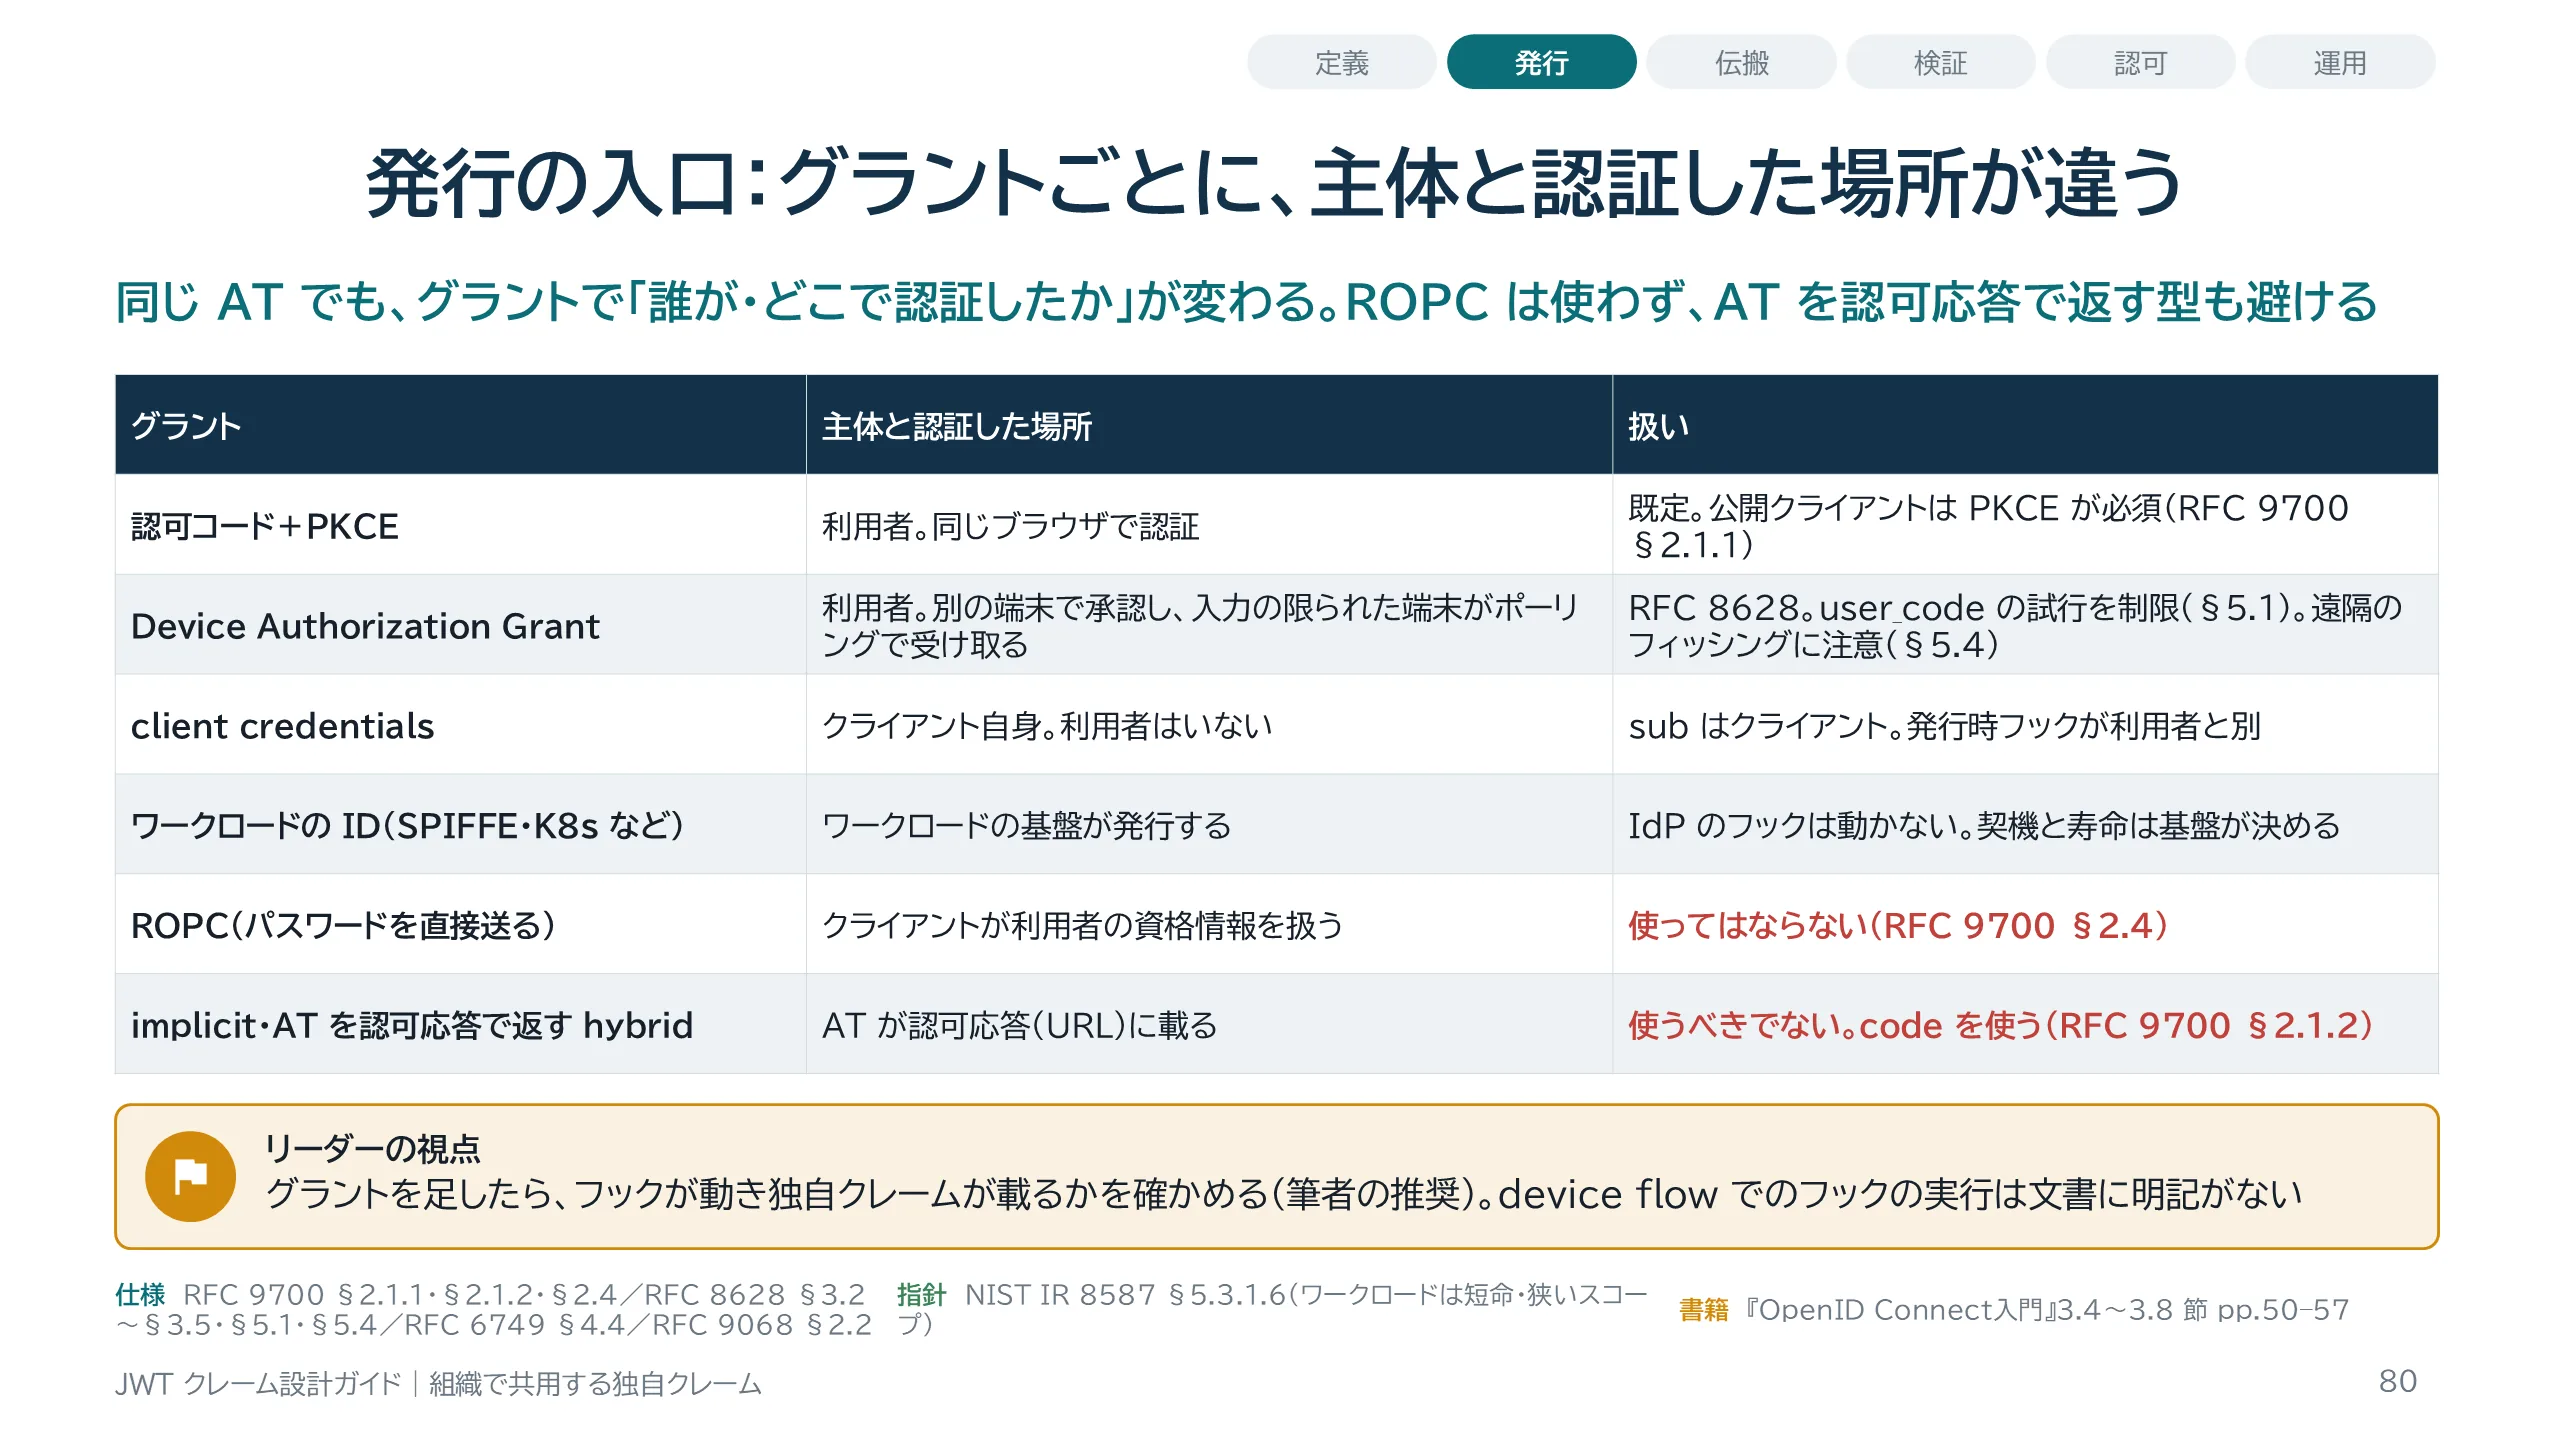 定義
発行
伝搬
検証
認可
運用
発行の入口：グラントごとに、主体と認証した場所が違う
同じ AT でも、グラントで「誰が・どこで認証したか」が変わる。ROPC は使わず、AT を認可応答で返す型も避ける
グラント
主体と認証した場所
扱い
認可コード＋PKCE
利用者。同じブラウザで認証
既定。公開クライアントは PKCE が必須（RFC 9700
§2.1.1）
Device Authorization Grant
利用者。別の端末で承認し、入力の限られた端末がポーリ
ングで受け取る
RFC 8628。user_code の試行を制限（§5.1）。遠隔の
フィッシングに注意（§5.4）
client credentials
クライアント自身。利用者はいない
sub はクライアント。発行時フックが利用者と別
ワークロードの ID（SPIFFE・K8s など）
ワークロードの基盤が発行する
IdP のフックは動かない。契機と寿命は基盤が決める
ROPC（パスワードを直接送る）
クライアントが利用者の資格情報を扱う
使ってはならない（RFC 9700 §2.4）
implicit・AT を認可応答で返す hybrid
AT が認可応答（URL）に載る
使うべきでない。code を使う（RFC 9700 §2.1.2）
リーダーの視点
グラントを足したら、フックが動き独自クレームが載るかを確かめる（筆者の推奨）。device flow でのフックの実行は文書に明記がない
仕様 RFC 9700 §2.1.1・§2.1.2・§2.4／RFC 8628 §3.2
～§3.5・§5.1・§5.4／RFC 6749 §4.4／RFC 9068 §2.2
指針 NIST IR 8587 §5.3.1.6（ワークロードは短命・狭いスコー
プ）
書籍 『OpenID Connect入門』3.4～3.8 節 pp.50–57
JWT クレーム設計ガイド｜組織で共用する独自クレーム
80